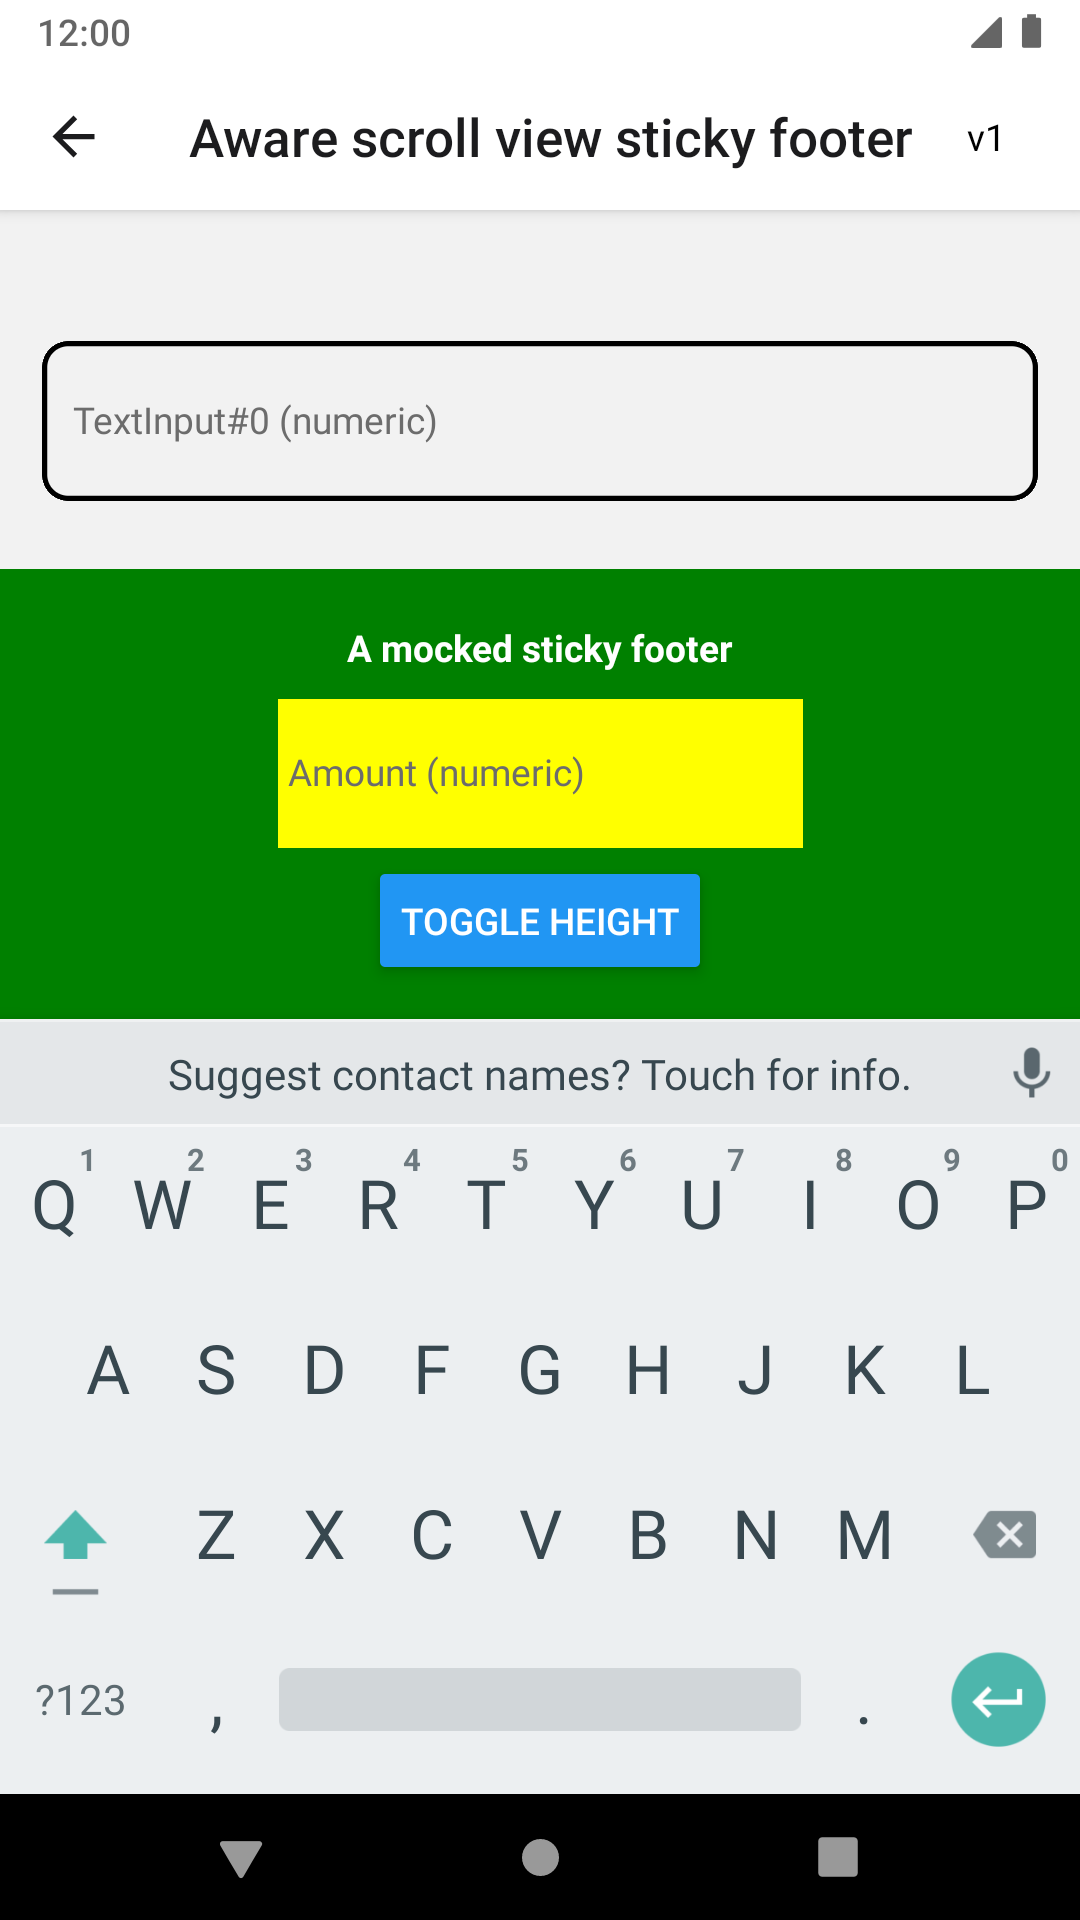 12:00
Aware scroll view sticky footer v1
TextInput#0 (numeric)
A mocked sticky footer
Amount (numeric)
TOGGLE HEIGHT
Suggest contact names? Touch for info.
1 2 3 4 5 6 7 8 9 0
Q W E R T Y U I O P
A S D F G H J K L
Z X C V B N M
?123 , .